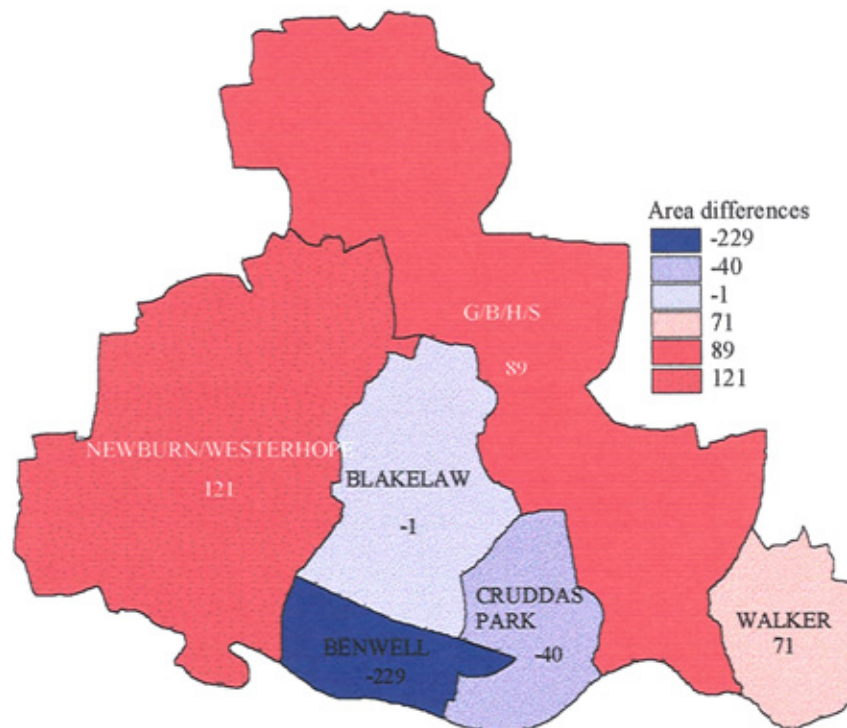 Area differences
-229
-40
-1
71
89
121
G/B/H/S
89
NEWBURN/WESTERHOPE
121
BLAKELAW
-1
CRUDDAS
PARK
-40
BENWELL
-229
WALKER
71